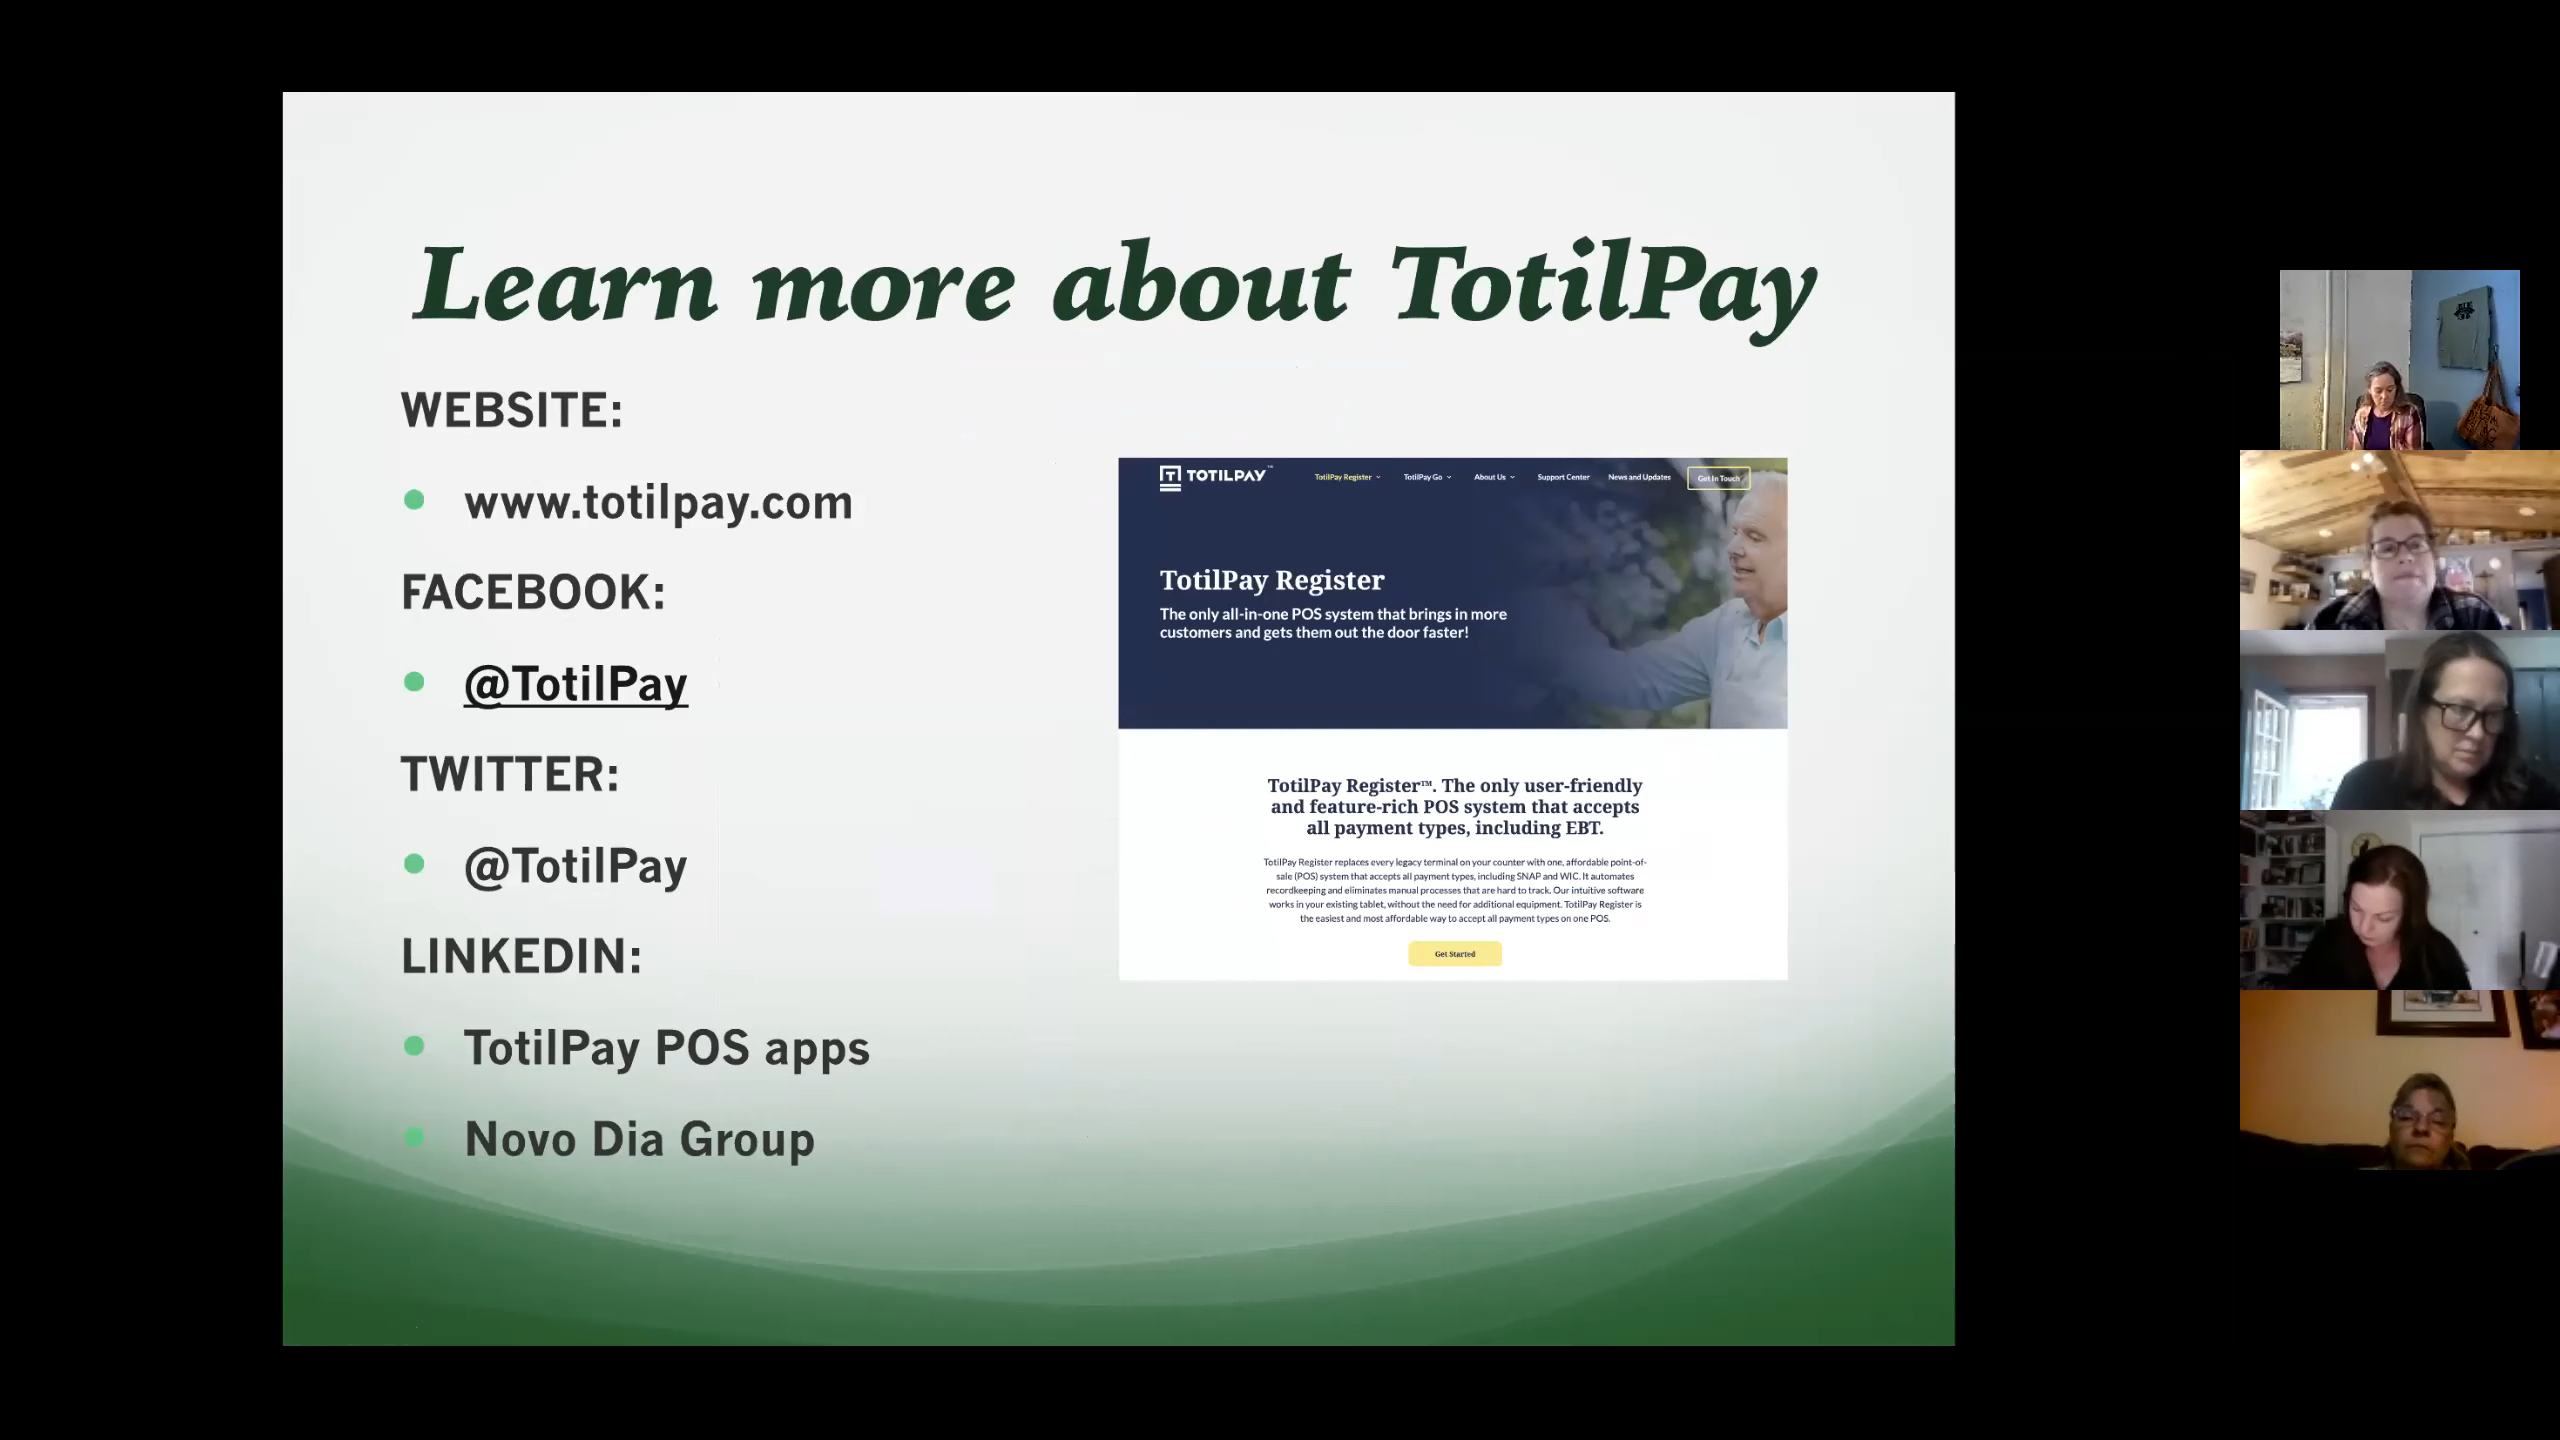 Learn more about TotilPay
WEBSITE:
www.totilpay.com
FACEBOOK:
@TotilPay
TWITTER:
@TotilPay
LINKEDIN:
TotilPay POS apps
Novo Dia Group
TOTILPAY™
TotilPay Register
TotilPay Go
About Us
Support Center
News and Updates
Get In Touch
TotilPay Register
The only all-in-one POS system that brings in more
customers and gets them out the door faster!
TotilPay Register™. The only user-friendly
and feature-rich POS system that accepts
all payment types, including EBT.
TotilPay Register replaces every legacy terminal on your counter with one, affordable point-of-
sale (POS) system that accepts all payment types, including SNAP and WIC. It automates
recordkeeping and eliminates manual processes that are hard to track. Our intuitive software
works in your existing tablet, without the need for additional equipment. TotilPay Register is
the easiest and most affordable way to accept all payment types on one POS.
Get Started